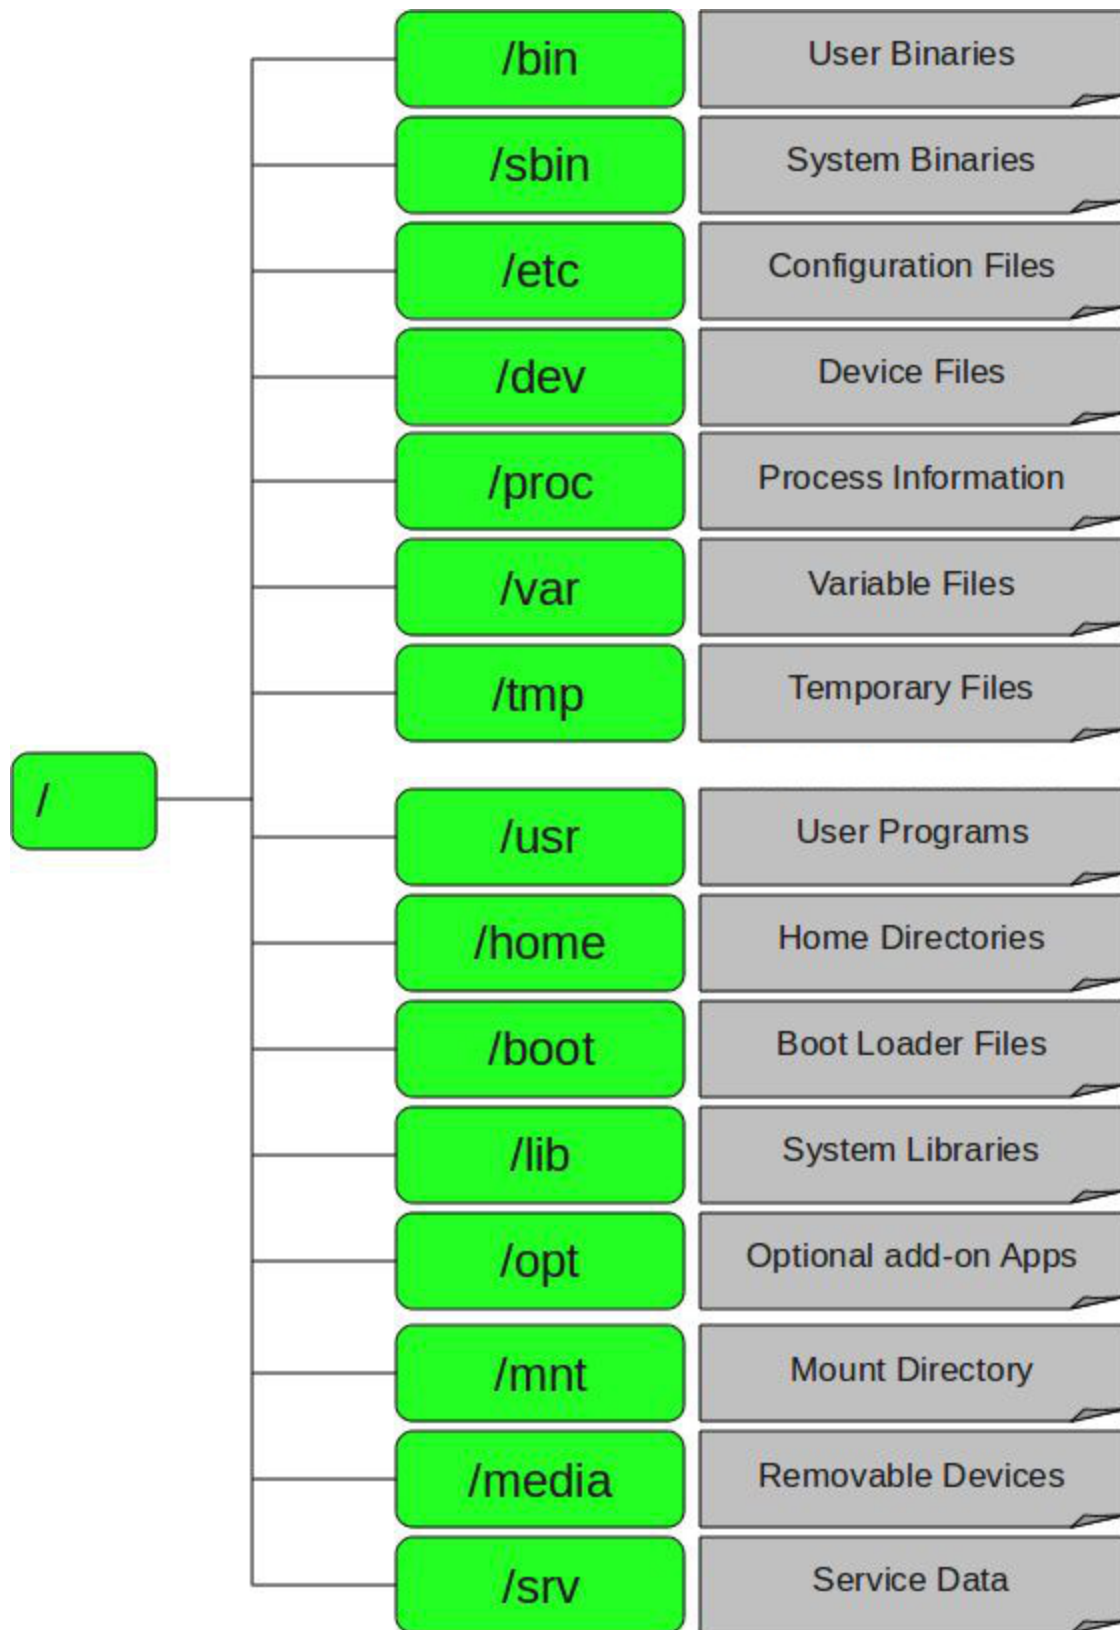 /bin
User Binaries
/sbin
System Binaries
/etc
Configuration Files
/dev
Device Files
/proc
Process Information
/var
Variable Files
/tmp
Temporary Files
/
/usr
User Programs
/home
Home Directories
/boot
Boot Loader Files
/lib
System Libraries
/opt
Optional add-on Apps
/mnt
Mount Directory
/media
Removable Devices
/srv
Service Data